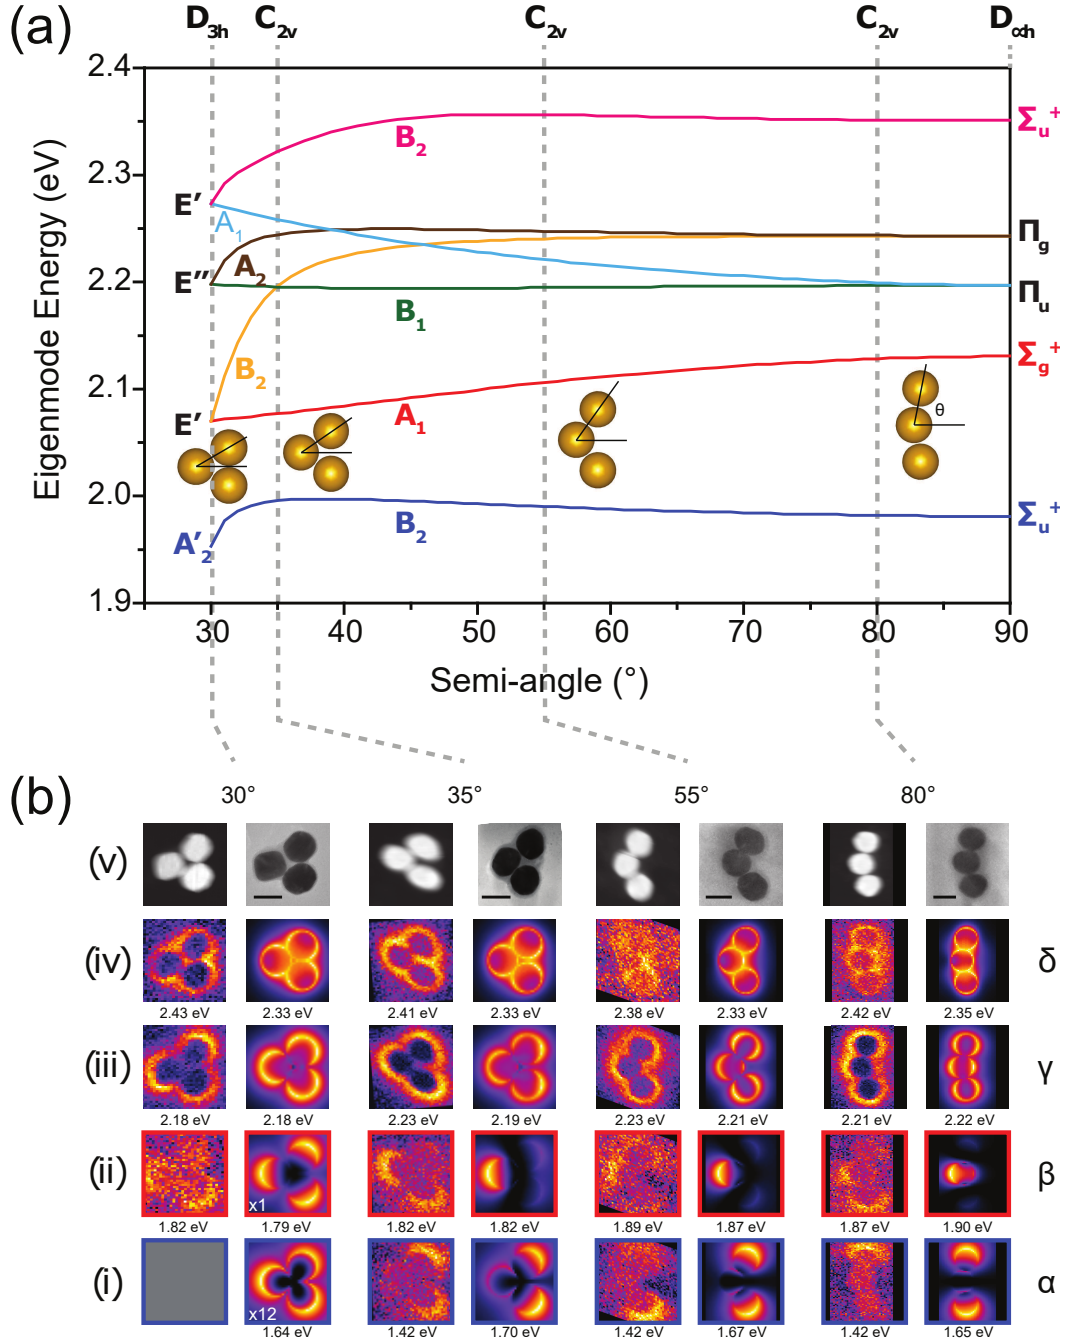 (a)
D3h C2v C2v C2v D∞h
2.4
2.3
2.2
2.1
2.0
1.9
Eigenmode Energy (eV)
B2
Σu+
E′
A1
A2
Πg
E″
B1
Πu
B2
Σg+
E′
A1
θ
A′2
B2
Σu+
30 40 50 60 70 80 90
Semi-angle (°)
(b)
30° 35° 55° 80°
(v)
(iv) δ
2.43 eV 2.33 eV 2.41 eV 2.33 eV 2.38 eV 2.33 eV 2.42 eV 2.35 eV
(iii) γ
2.18 eV 2.18 eV 2.23 eV 2.19 eV 2.23 eV 2.21 eV 2.21 eV 2.22 eV
(ii) x1 β
1.82 eV 1.79 eV 1.82 eV 1.82 eV 1.89 eV 1.87 eV 1.87 eV 1.90 eV
(i) x12 α
1.64 eV 1.42 eV 1.70 eV 1.42 eV 1.67 eV 1.42 eV 1.65 eV